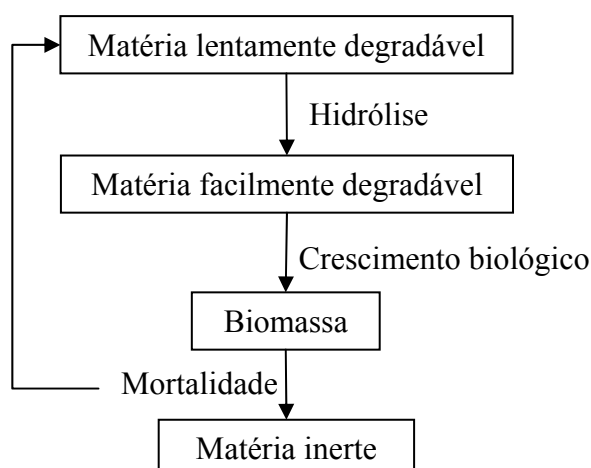 Matéria lentamente degradável
Hidrólise
Matéria facilmente degradável
Crescimento biológico
Biomassa
Mortalidade
Matéria inerte